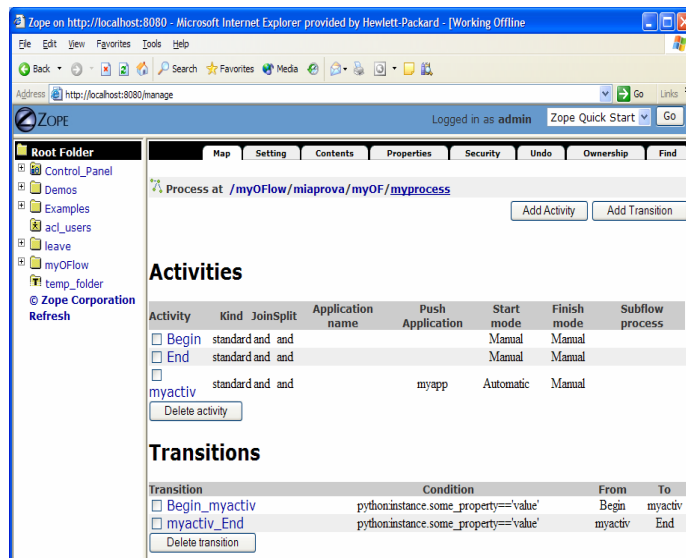 Zope on http://localhost:8080 - Microsoft Internet Explorer provided by Hewlett-Packard - [Working Offline
File Edit View Favorites Tools Help
Back Search Favorites Media
Address http://localhost:8080/manage Go Links
ZOPE Logged in as admin Zope Quick Start Go
Root Folder
Control_Panel
Demos
Examples
acl_users
leave
myOFlow
temp_folder
© Zope Corporation
Refresh
Map Setting Contents Properties Security Undo Ownership Find
Process at /myOFlow/miaprova/myOF/myprocess
Add Activity Add Transition
Activities
Activity Kind JoinSplit Application name Push Application Start mode Finish mode Subflow process
Begin standard and and Manual Manual
End standard and and Manual Manual
myactiv standard and and myapp Automatic Manual
Delete activity
Transitions
Transition Condition From To
Begin_myactiv python:instance.some_property=='value' Begin myactiv
myactiv_End python:instance.some_property=='value' myactiv End
Delete transition